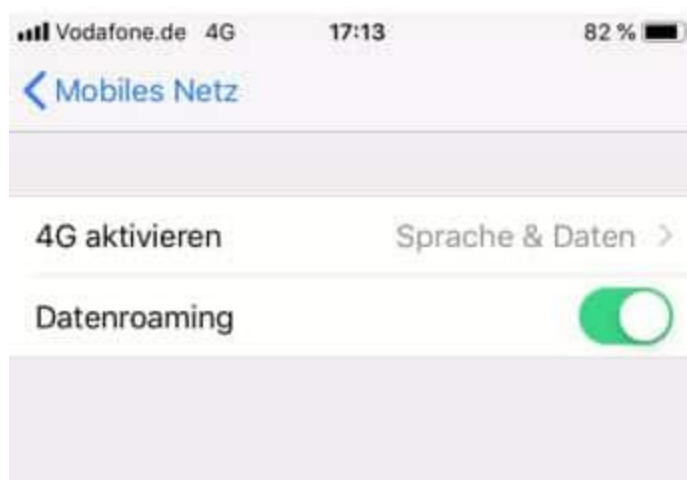 Vodafone.de 4G 17:13 82 %
Mobiles Netz
4G aktivieren Sprache & Daten
Datenroaming